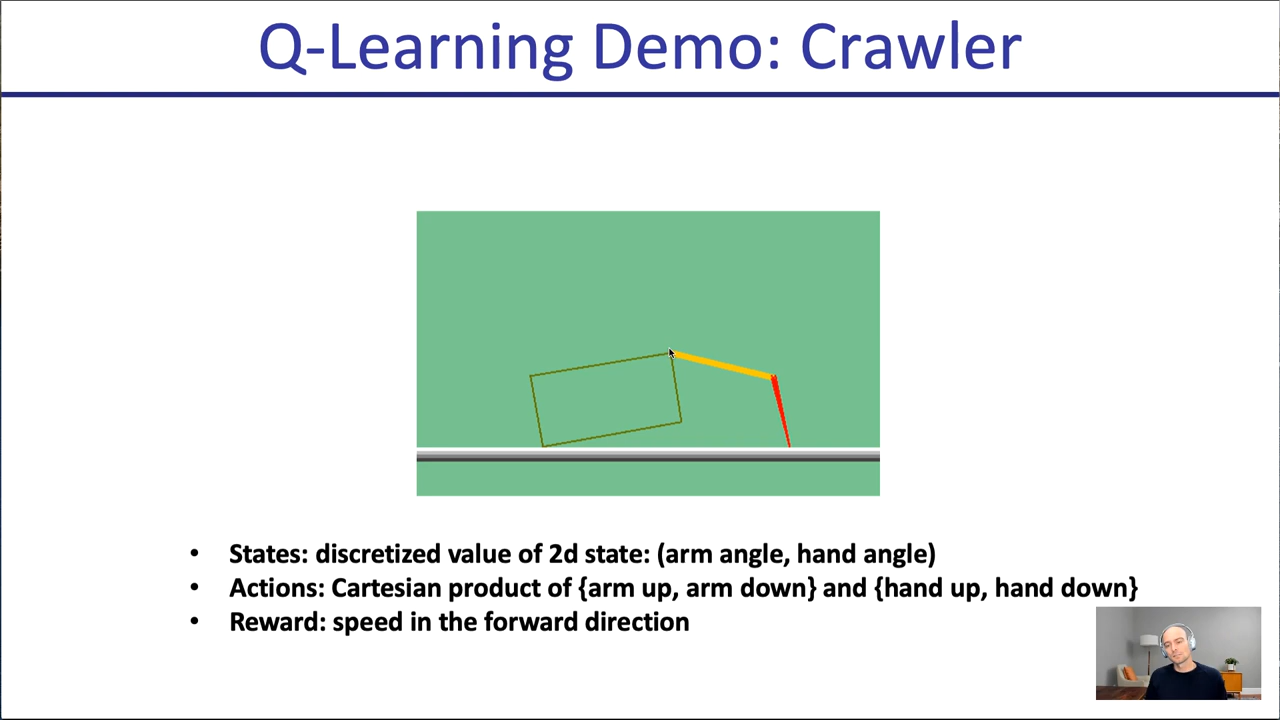 Q-Learning Demo: Crawler
• States: discretized value of 2d state: (arm angle, hand angle)
• Actions: Cartesian product of {arm up, arm down} and {hand up, hand down}
• Reward: speed in the forward direction